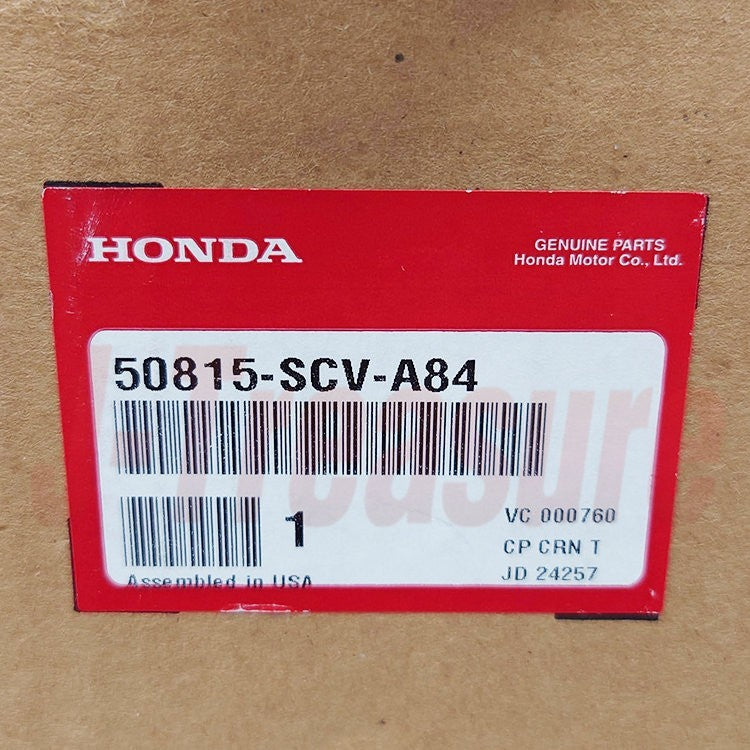 HONDA
GENUINE PARTS
Honda Motor Co., Ltd.
50815-SCV-A84
1
VC 000760
CP CRN T
JD 24257
Assembled in USA
J-Treasure